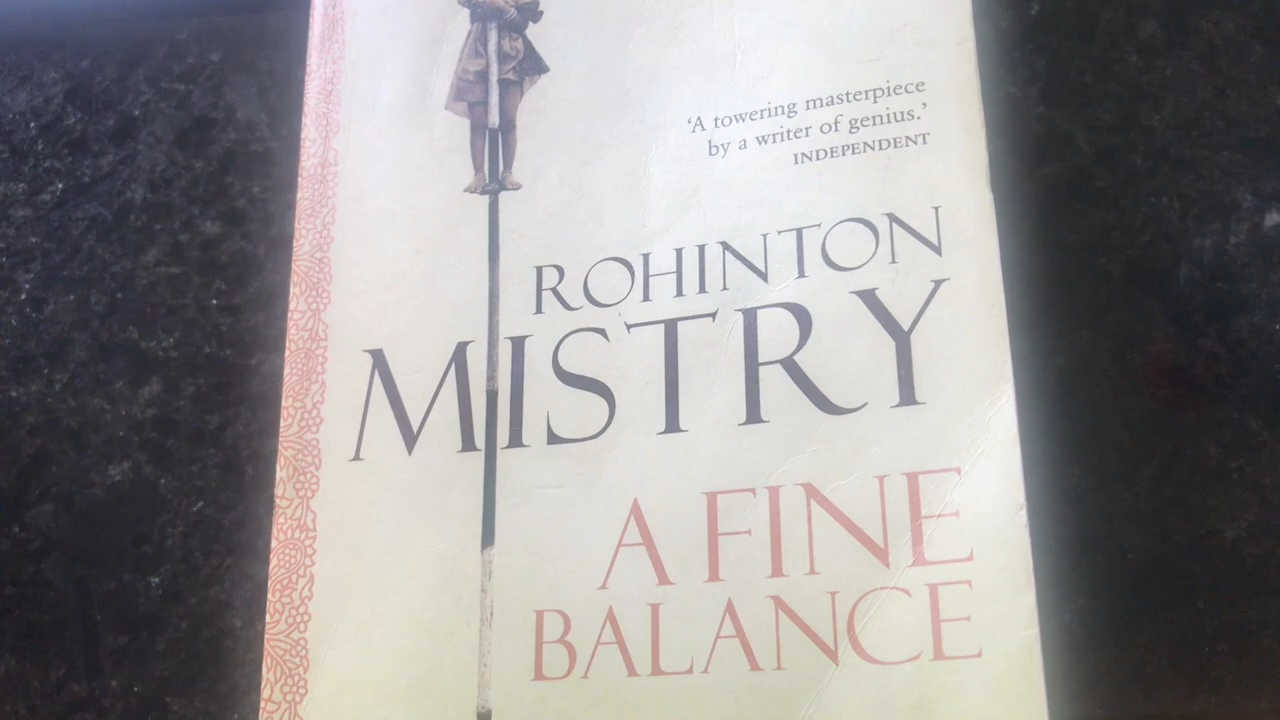 ‘A towering masterpiece
by a writer of genius.’
INDEPENDENT
ROHINTON
MISTRY
A FINE
BALANCE